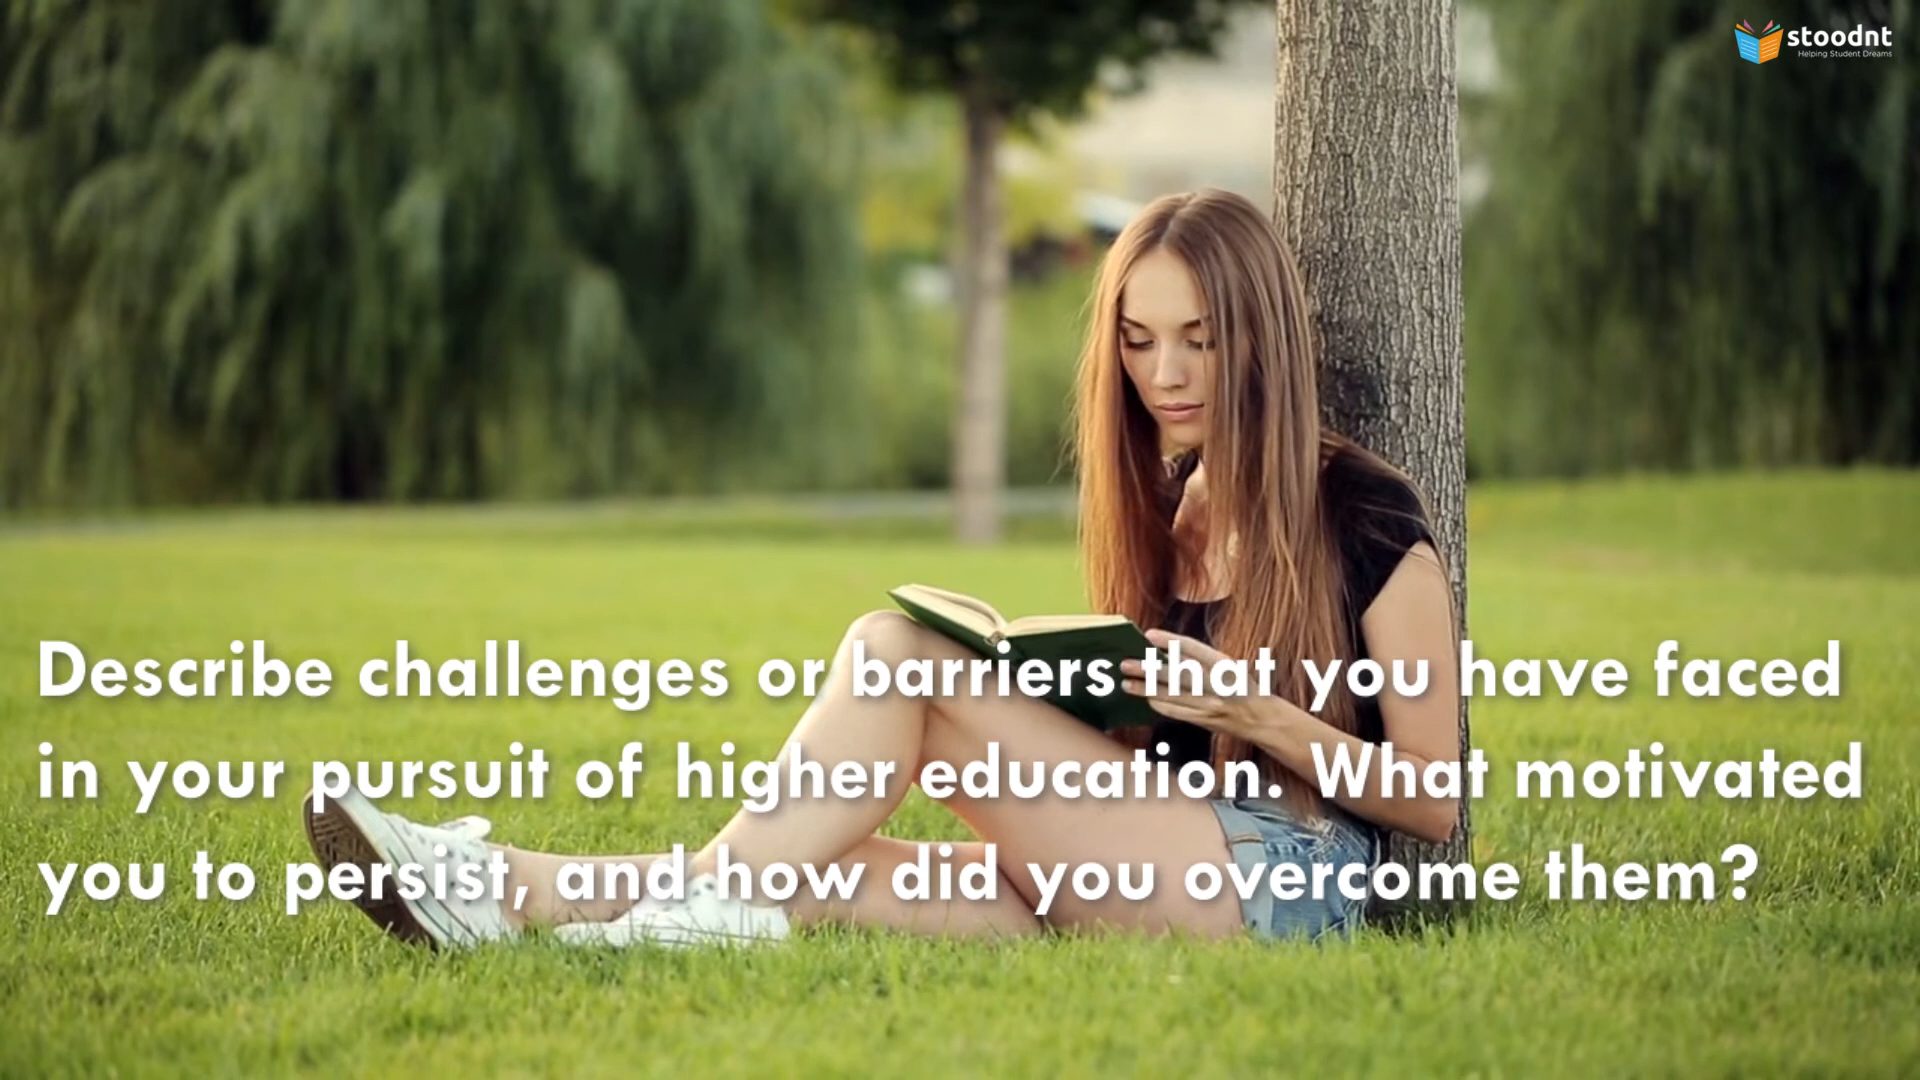 stoodnt
Helping Student Dreams
Describe challenges or barriers that you have faced
in your pursuit of higher education. What motivated
you to persist, and how did you overcome them?